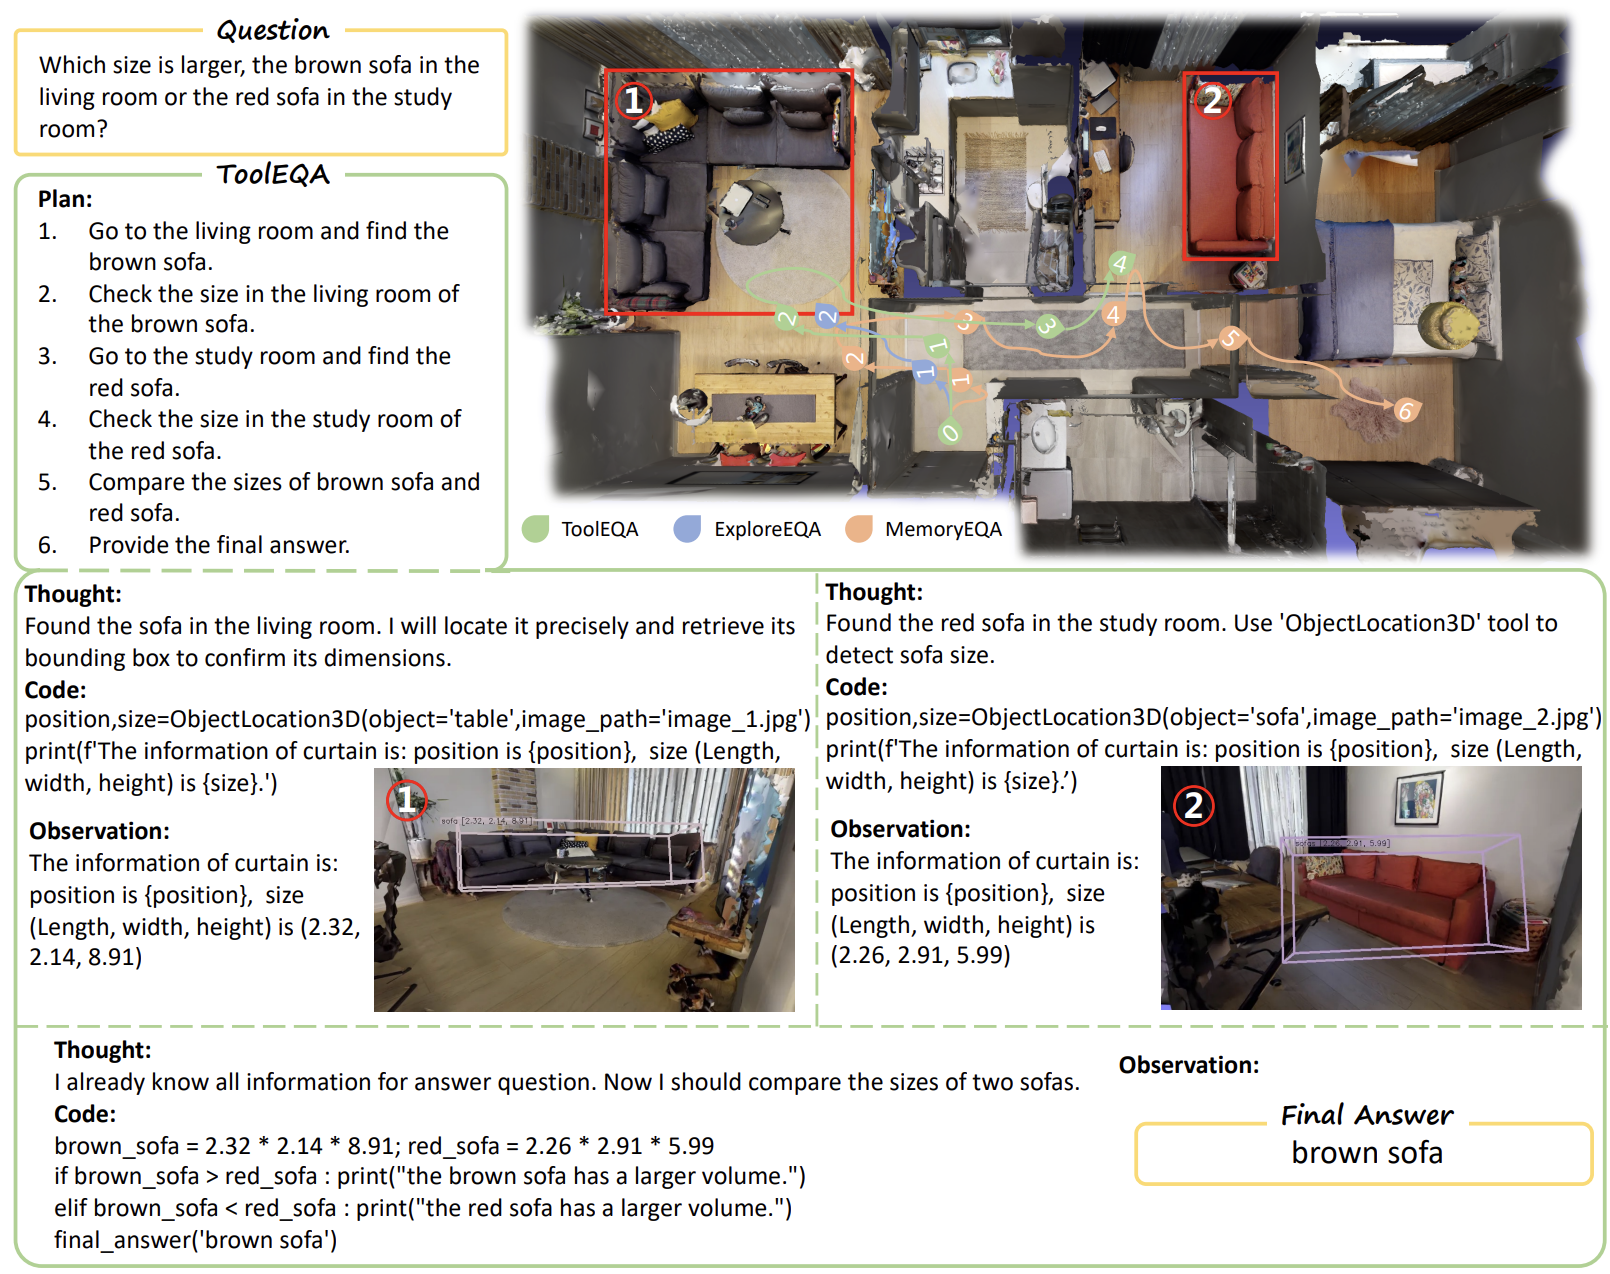 Question
Which size is larger, the brown sofa in the
living room or the red sofa in the study
room?
ToolEQA
Plan:
1. Go to the living room and find the
brown sofa.
2. Check the size in the living room of
the brown sofa.
3. Go to the study room and find the
red sofa.
4. Check the size in the study room of
the red sofa.
5. Compare the sizes of brown sofa and
red sofa.
6. Provide the final answer.
1
2
4
2
2
3
3
4
1
5
2
1
1
6
0
ToolEQA
ExploreEQA
MemoryEQA
Thought:
Found the sofa in the living room. I will locate it precisely and retrieve its
bounding box to confirm its dimensions.
Code:
position,size=ObjectLocation3D(object='table',image_path='image_1.jpg')
print(f'The information of curtain is: position is {position},  size (Length,
width, height) is {size}.')
1
sofa [2.32, 2.14, 8.91]
Observation:
The information of curtain is:
position is {position},  size
(Length, width, height) is (2.32,
2.14, 8.91)
Thought:
Found the red sofa in the study room. Use 'ObjectLocation3D' tool to
detect sofa size.
Code:
position,size=ObjectLocation3D(object='sofa',image_path='image_2.jpg')
print(f'The information of curtain is: position is {position},  size (Length,
width, height) is {size}.’)
2
sofas [2.26, 2.91, 5.99]
Observation:
The information of curtain is:
position is {position},  size
(Length, width, height) is
(2.26, 2.91, 5.99)
Thought:
I already know all information for answer question. Now I should compare the sizes of two sofas.
Code:
brown_sofa = 2.32 * 2.14 * 8.91; red_sofa = 2.26 * 2.91 * 5.99
if brown_sofa > red_sofa : print("the brown sofa has a larger volume.")
elif brown_sofa < red_sofa : print("the red sofa has a larger volume.")
final_answer('brown sofa')
Observation:
Final Answer
brown sofa